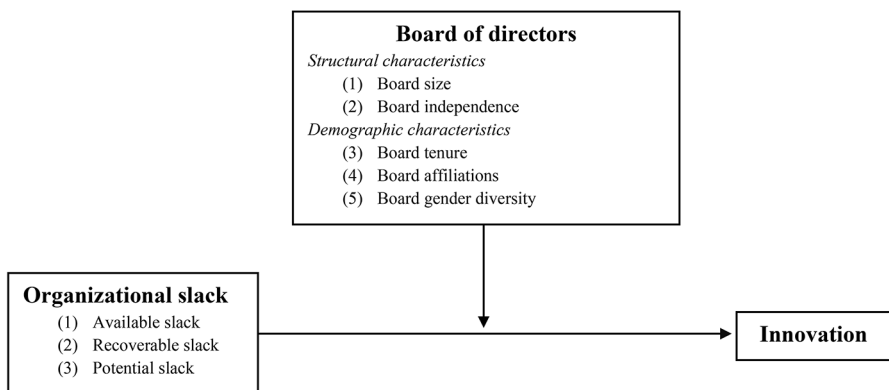 Board of directors
Structural characteristics
(1) Board size
(2) Board independence
Demographic characteristics
(3) Board tenure
(4) Board affiliations
(5) Board gender diversity
Organizational slack
(1) Available slack
(2) Recoverable slack
(3) Potential slack
Innovation